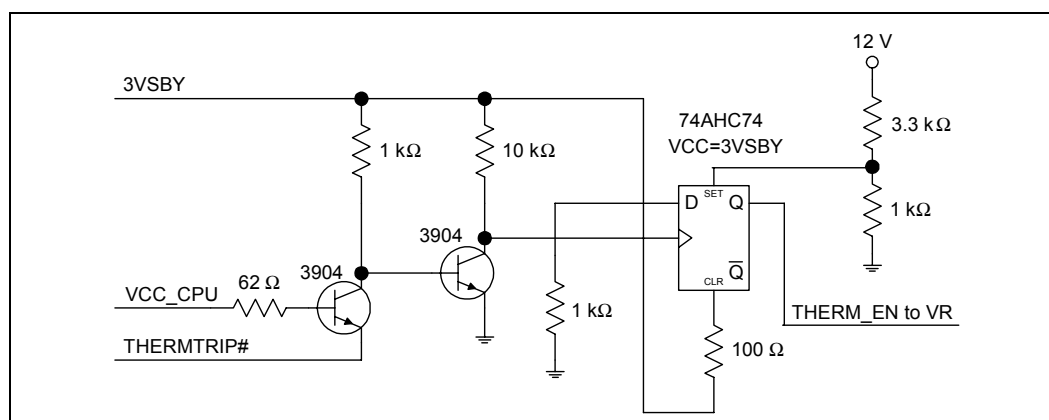 12 V
3VSBY
74AHC74
VCC=3VSBY
3.3 kΩ
1 kΩ
10 kΩ
SET
D
Q
1 kΩ
3904
3904
Q̅
62 Ω
VCC_CPU
CLR
1 kΩ
THERM_EN to VR
THERMTRIP#
100 Ω